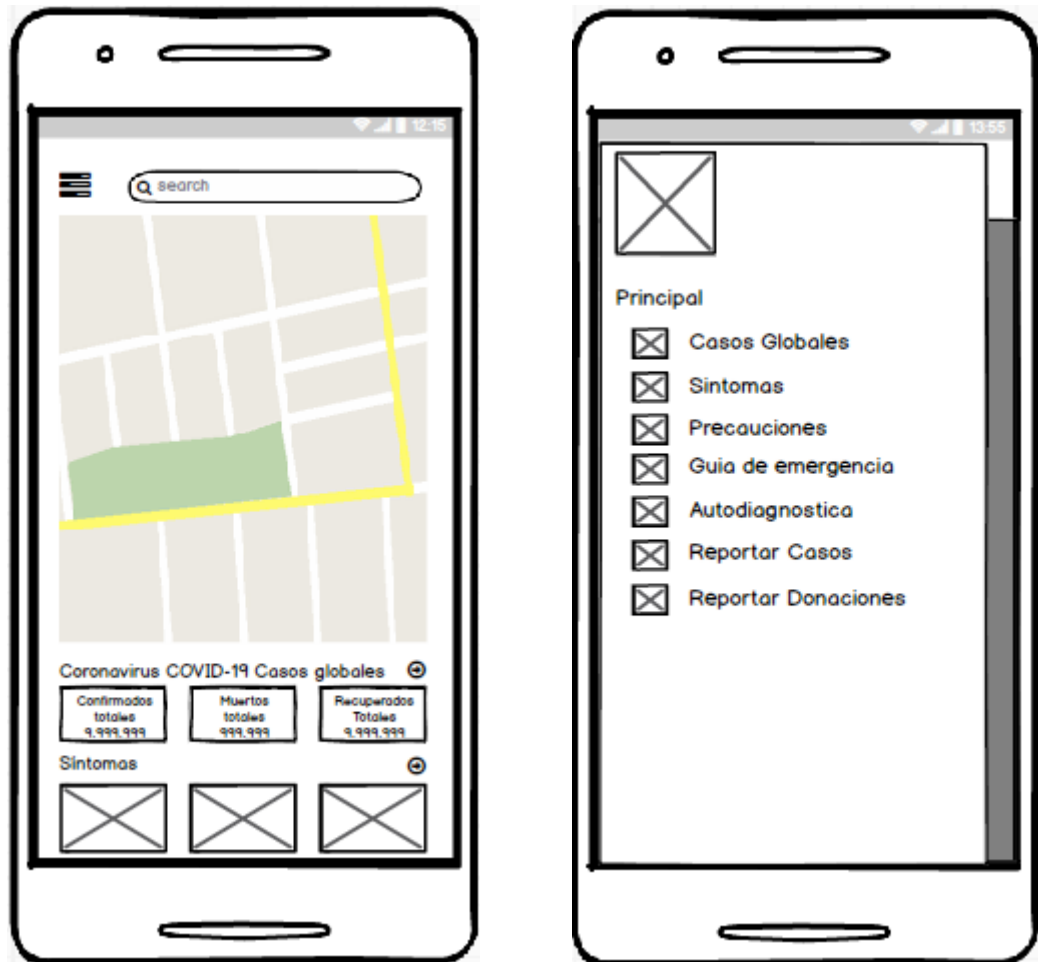 12:15
search
Coronavirus COVID-19 Casos globales
Confirmados
totales
9.999.999
Muertos
totales
999.999
Recuperados
Totales
9.999.999
Sintomas
13:55
Principal
Casos Globales
Sintomas
Precauciones
Guia de emergencia
Autodiagnostica
Reportar Casos
Reportar Donaciones